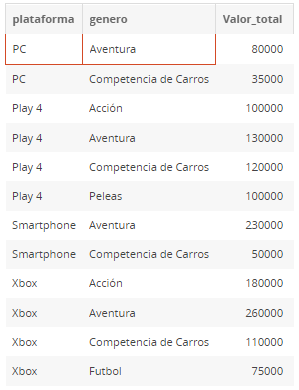 plataforma genero Valor_total
PC Aventura 80000
PC Competencia de Carros 35000
Play 4 Acción 100000
Play 4 Aventura 130000
Play 4 Competencia de Carros 120000
Play 4 Peleas 100000
Smartphone Aventura 230000
Smartphone Competencia de Carros 50000
Xbox Acción 180000
Xbox Aventura 260000
Xbox Competencia de Carros 110000
Xbox Futbol 75000